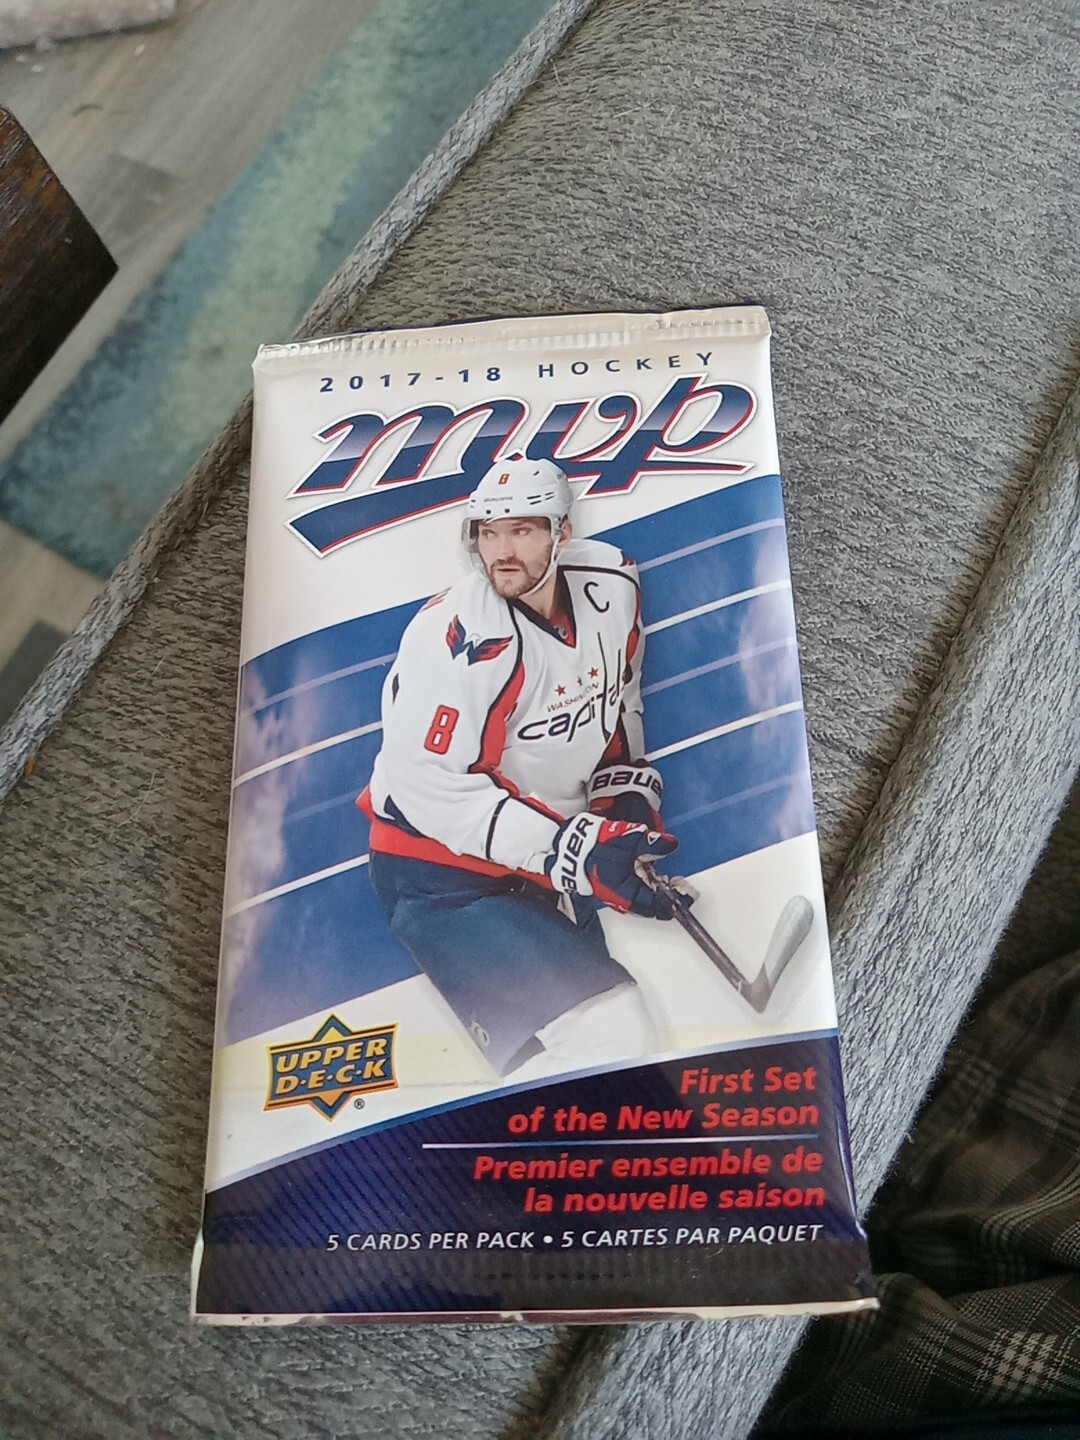 2017-18 HOCKEY
mvp
8
BAUER
C
WASHINGTON
capitals
8
BAUER
BAUER
UPPER
D·E·C·K
®
First Set
of the New Season
Premier ensemble de
la nouvelle saison
5 CARDS PER PACK • 5 CARTES PAR PAQUET